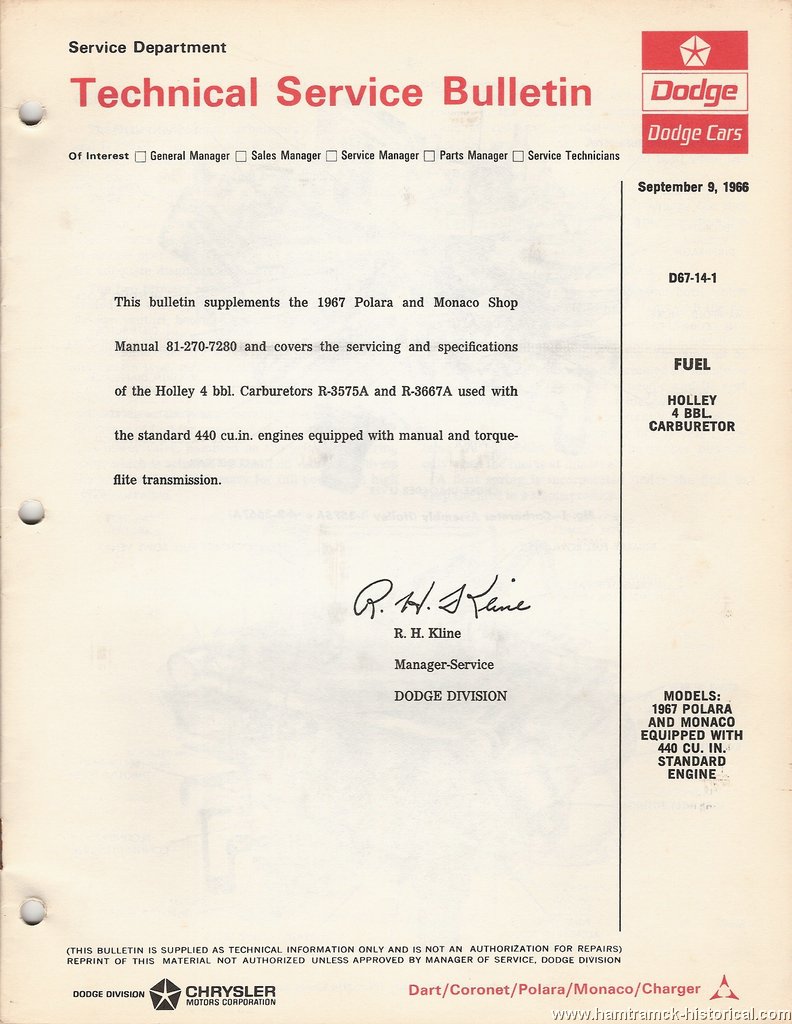 Service Department
Technical Service Bulletin
Dodge
Dodge Cars
Of Interest □ General Manager □ Sales Manager □ Service Manager □ Parts Manager □ Service Technicians
September 9, 1966
D67-14-1
This bulletin supplements the 1967 Polara and Monaco Shop
Manual 81-270-7280 and covers the servicing and specifications
of the Holley 4 bbl. Carburetors R-3575A and R-3667A used with
the standard 440 cu.in. engines equipped with manual and torque-
flite transmission.
FUEL
HOLLEY
4 BBL.
CARBURETOR
R. H. Kline
R. H. Kline
Manager-Service
DODGE DIVISION
MODELS:
1967 POLARA
AND MONACO
EQUIPPED WITH
440 CU. IN.
STANDARD
ENGINE
(THIS BULLETIN IS SUPPLIED AS TECHNICAL INFORMATION ONLY AND IS NOT AN AUTHORIZATION FOR REPAIRS)
REPRINT OF THIS MATERIAL NOT AUTHORIZED UNLESS APPROVED BY MANAGER OF SERVICE, DODGE DIVISION
DODGE DIVISION CHRYSLER
MOTORS CORPORATION
Dart/Coronet/Polara/Monaco/Charger
www.hamtramck-historical.com